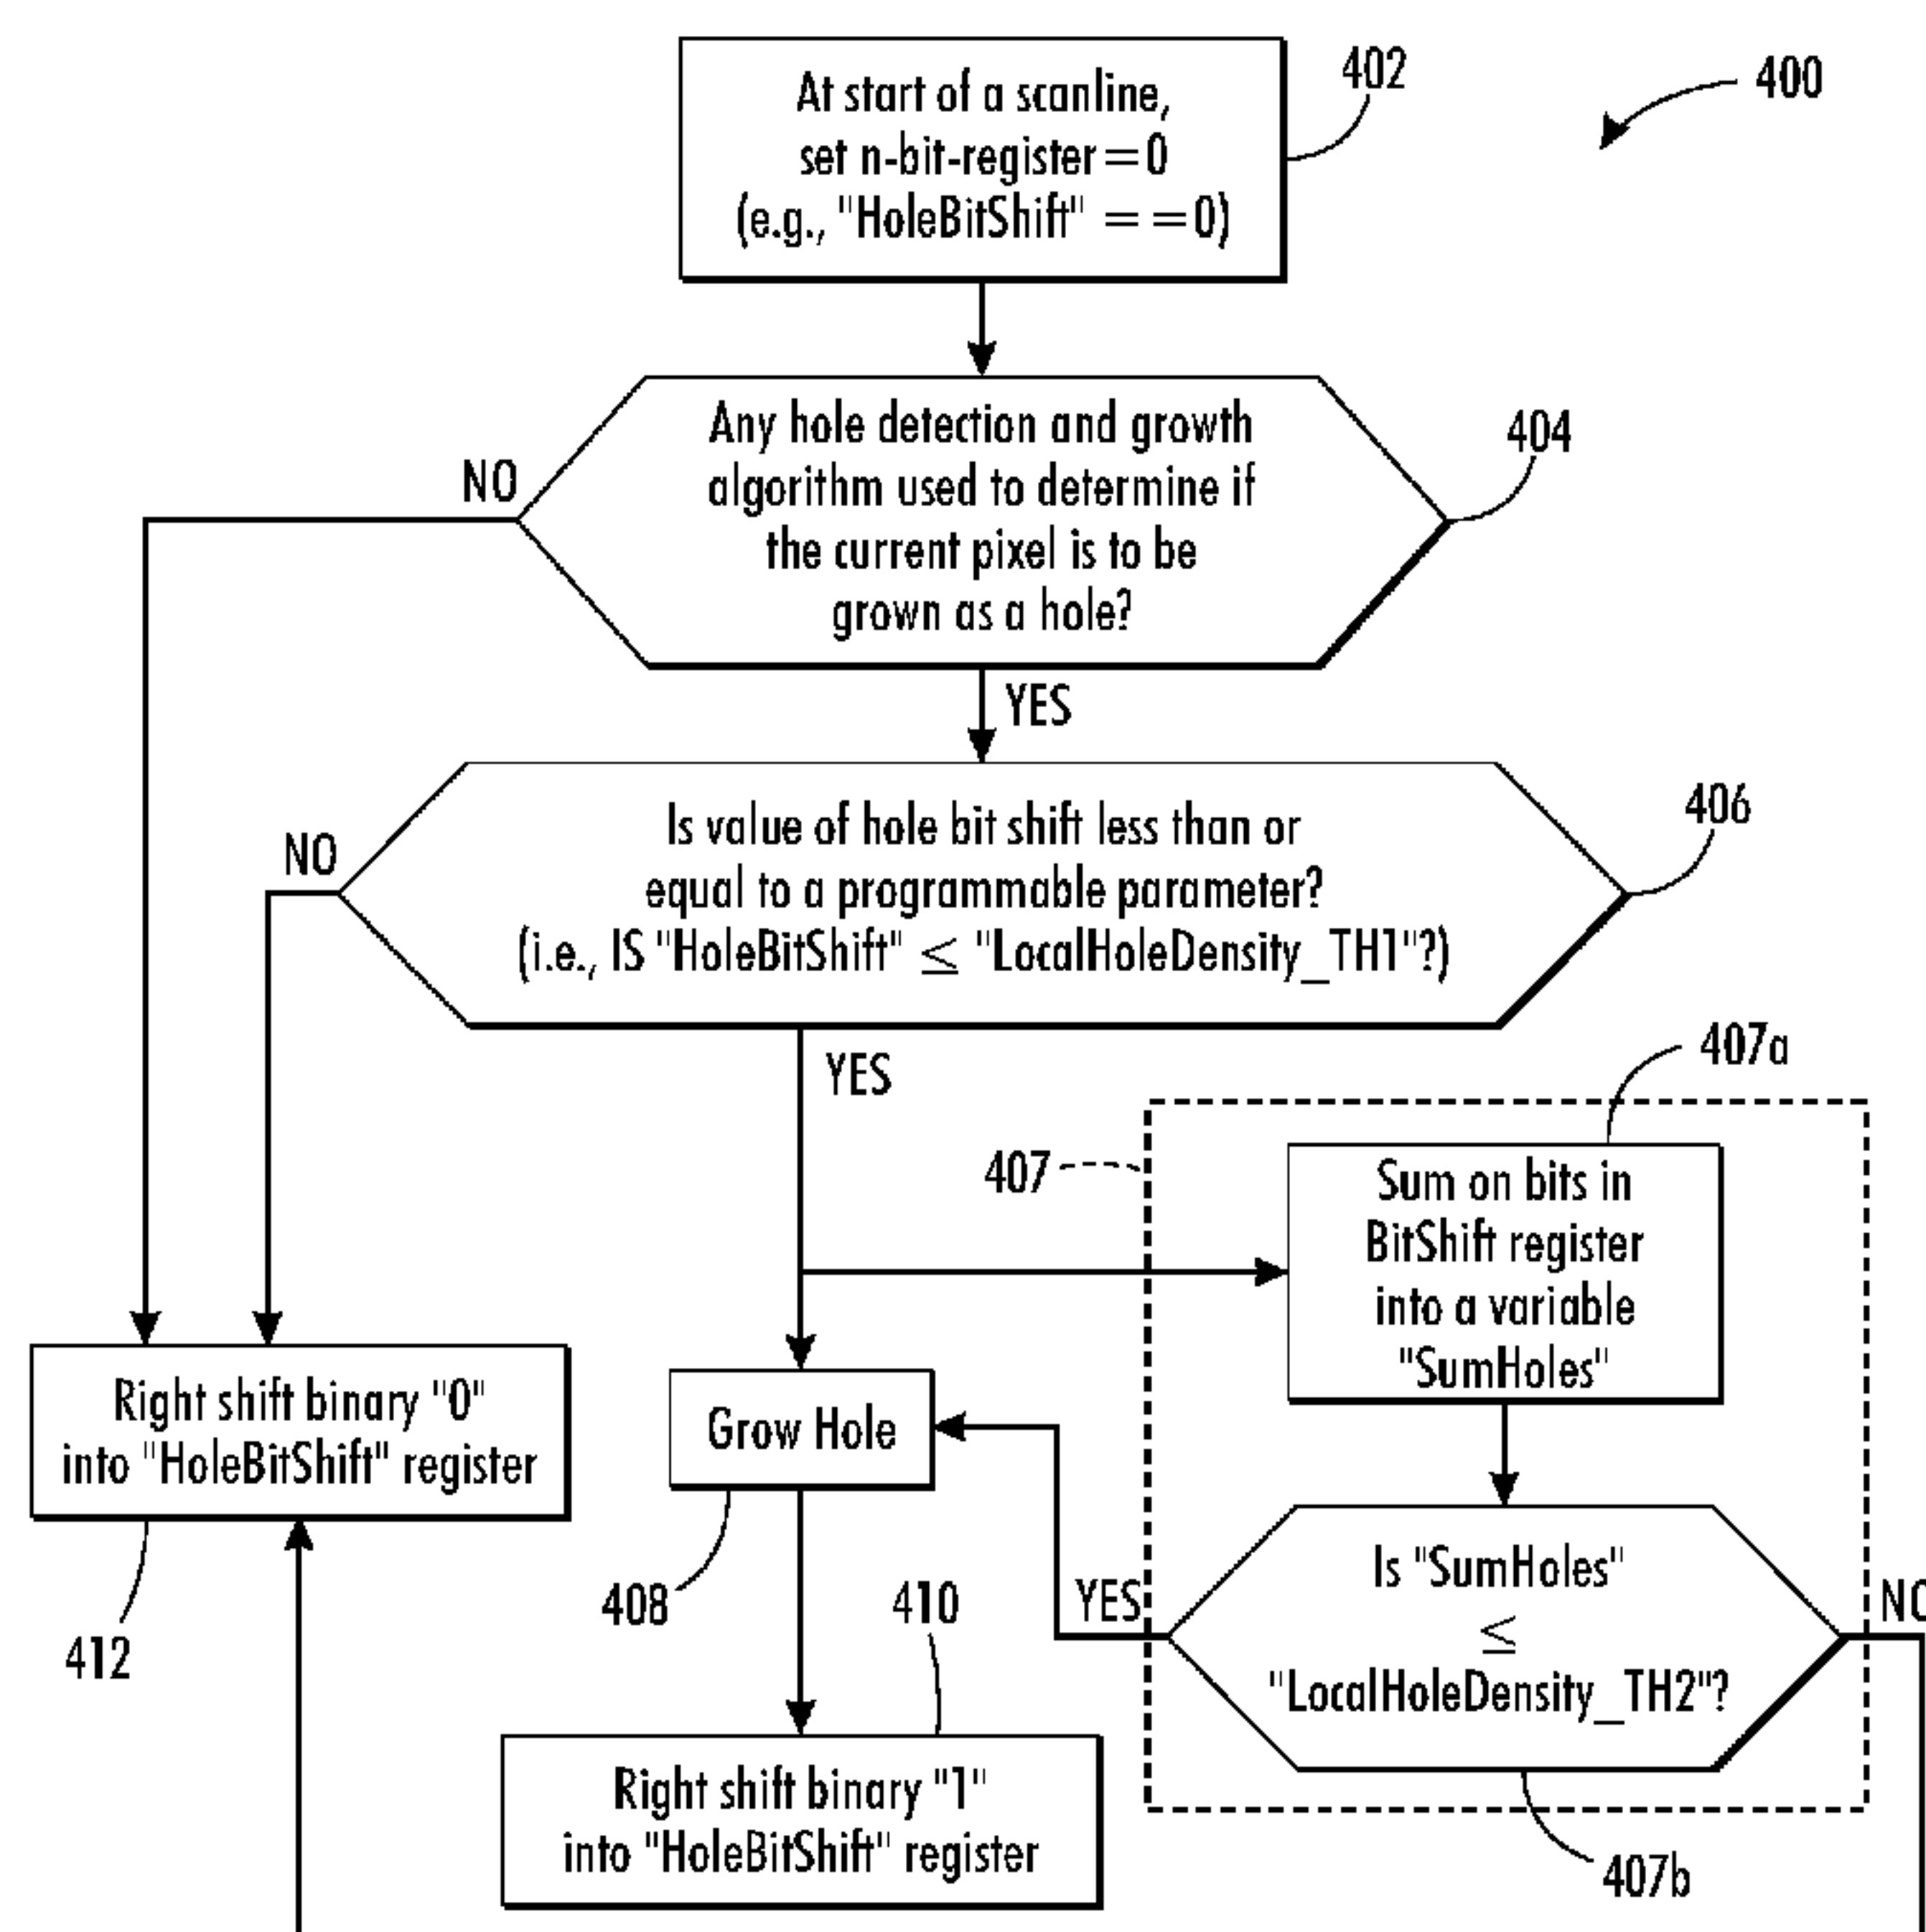 At start of a scanline,
set n-bit-register=0
(e.g., "HoleBitShift" ==0)
402
400
Any hole detection and growth
algorithm used to determine if
the current pixel is to be
grown as a hole?
404
NO
YES
Is value of hole bit shift less than or
equal to a programmable parameter?
(i.e., IS "HoleBitShift" ≤ "LocalHoleDensity_TH1"?)
406
NO
YES
407a
407
Sum on bits in
BitShift register
into a variable
"SumHoles"
Right shift binary "0"
into "HoleBitShift" register
412
Grow Hole
408
410
YES
Is "SumHoles"
≤
"LocalHoleDensity_TH2"?
NO
Right shift binary "1"
into "HoleBitShift" register
407b